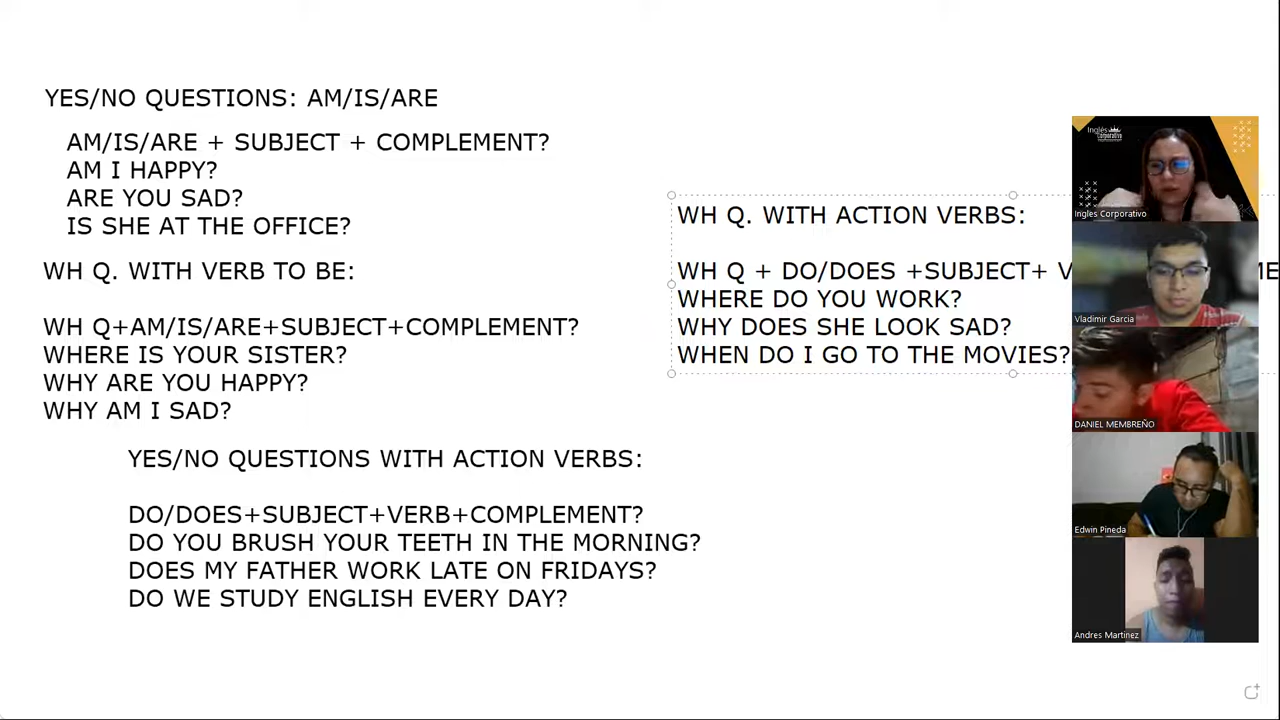 YES/NO QUESTIONS: AM/IS/ARE
AM/IS/ARE + SUBJECT + COMPLEMENT?
AM I HAPPY?
ARE YOU SAD?
IS SHE AT THE OFFICE?
WH Q. WITH VERB TO BE:
WH Q+AM/IS/ARE+SUBJECT+COMPLEMENT?
WHERE IS YOUR SISTER?
WHY ARE YOU HAPPY?
WHY AM I SAD?
YES/NO QUESTIONS WITH ACTION VERBS:
DO/DOES+SUBJECT+VERB+COMPLEMENT?
DO YOU BRUSH YOUR TEETH IN THE MORNING?
DOES MY FATHER WORK LATE ON FRIDAYS?
DO WE STUDY ENGLISH EVERY DAY?
WH Q. WITH ACTION VERBS:
WH Q + DO/DOES +SUBJECT+
WHERE DO YOU WORK?
WHY DOES SHE LOOK SAD?
WHEN DO I GO TO THE MOVIES?
Inglés
Corporativo
Ingles Corporativo
Vladimir Garcia
DANIEL MEMBREÑO
Edwin Pineda
Andres Martinez